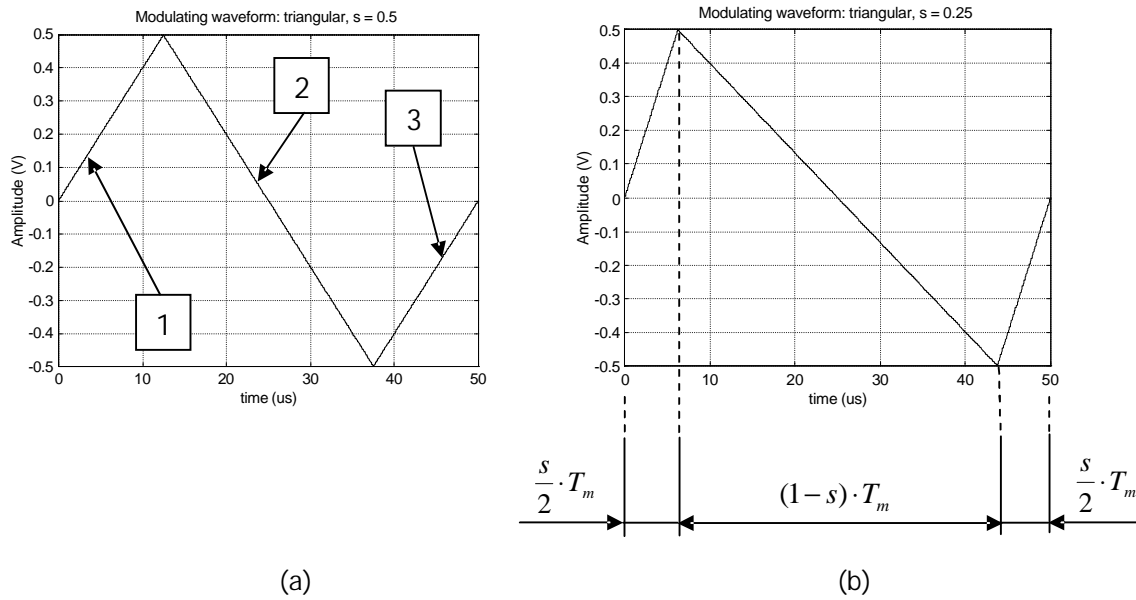 Modulating waveform: triangular, s = 0.5
0.5
0.4
0.3
0.2
0.1
0
-0.1
-0.2
-0.3
-0.4
-0.5
Amplitude (V)
1
2
3
0 10 20 30 40 50
time (us)
(a)
Modulating waveform: triangular, s = 0.25
0.5
0.4
0.3
0.2
0.1
0
-0.1
-0.2
-0.3
-0.4
-0.5
Amplitude (V)
0 10 20 30 40 50
time (us)
s/2 · T_m
(1 − s) · T_m
s/2 · T_m
(b)